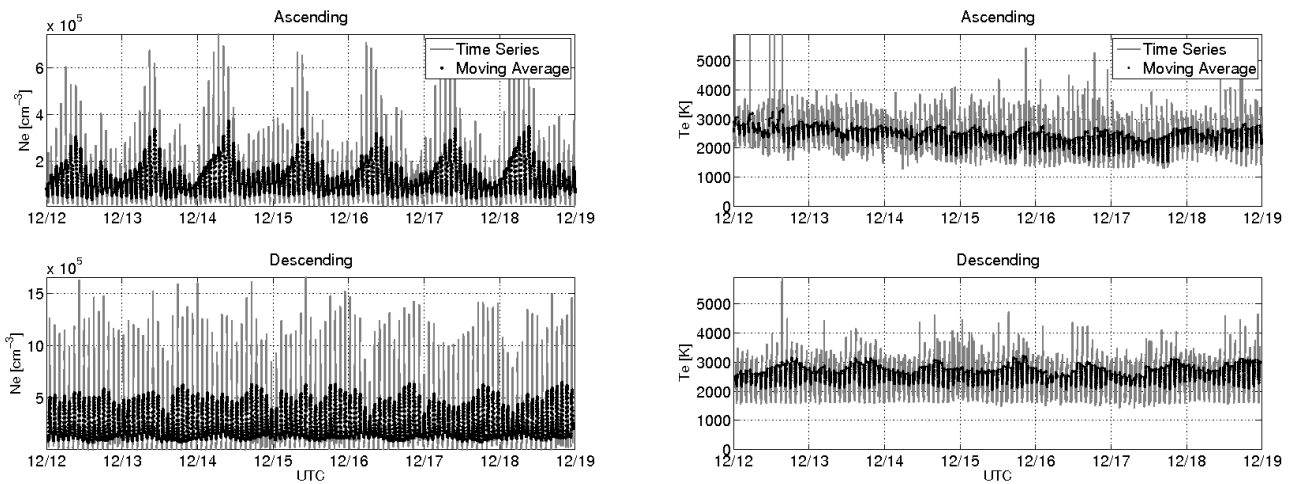 Ascending
× 10⁵
Time Series
Moving Average
6
4
2
Ne [cm⁻³]
12/12 12/13 12/14 12/15 12/16 12/17 12/18 12/19
Ascending
Time Series
Moving Average
5000
4000
3000
2000
1000
0
Te [K]
12/12 12/13 12/14 12/15 12/16 12/17 12/18 12/19
Descending
× 10⁵
15
10
5
Ne [cm⁻³]
12/12 12/13 12/14 12/15 12/16 12/17 12/18 12/19
UTC
Descending
5000
4000
3000
2000
1000
0
Te [K]
12/12 12/13 12/14 12/15 12/16 12/17 12/18 12/19
UTC